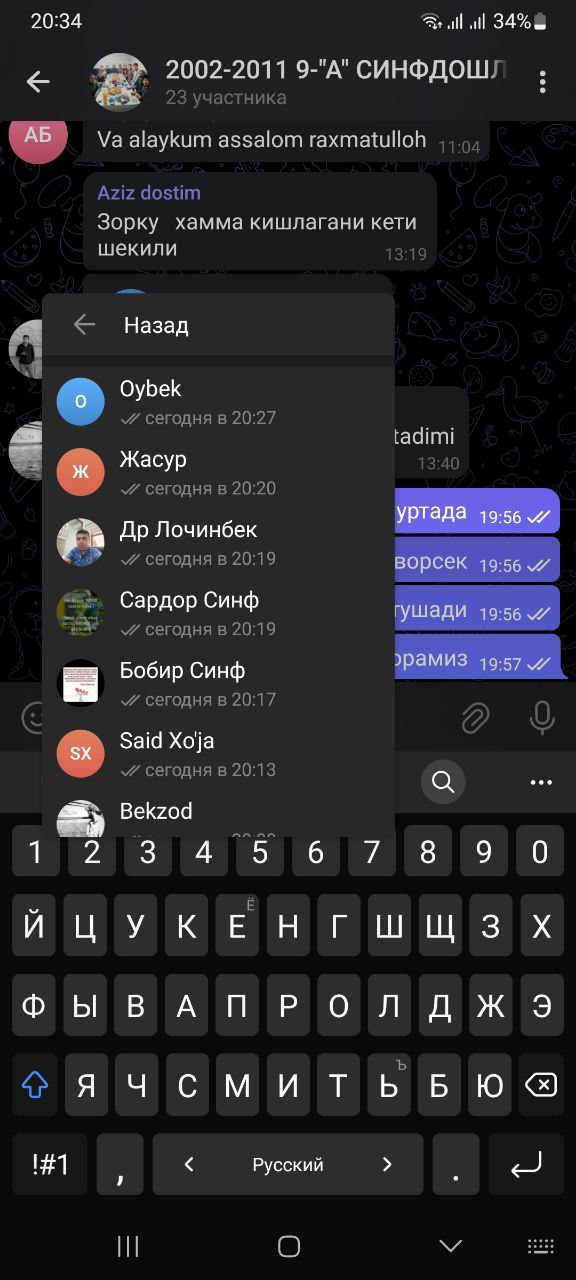 20:34
34%
2002-2011 9-"А" СИНФДОШЛ
23 участника
АБ
Va alaykum assalom raxmatulloh 11:04
Aziz dostim
Зорку хамма кишлагани кети
шекили 13:19
Назад
O
Oybek
сегодня в 20:27
tadimi
13:40
Ж
Жасур
сегодня в 20:20
уртада 19:56
Др Лочинбек
сегодня в 20:19
ворсек 19:56
Сардор Синф
сегодня в 20:19
тушади 19:56
Бобир Синф
сегодня в 20:17
орамиз 19:57
SX
Said Xo'ja
сегодня в 20:13
Bekzod
1 2 3 4 5 6 7 8 9 0
Й Ц У К Е Ё Н Г Ш Щ З Х
Ф Ы В А П Р О Л Д Ж Э
Я Ч С М И Т Ь Ъ Б Ю
!#1 , < Русский > .